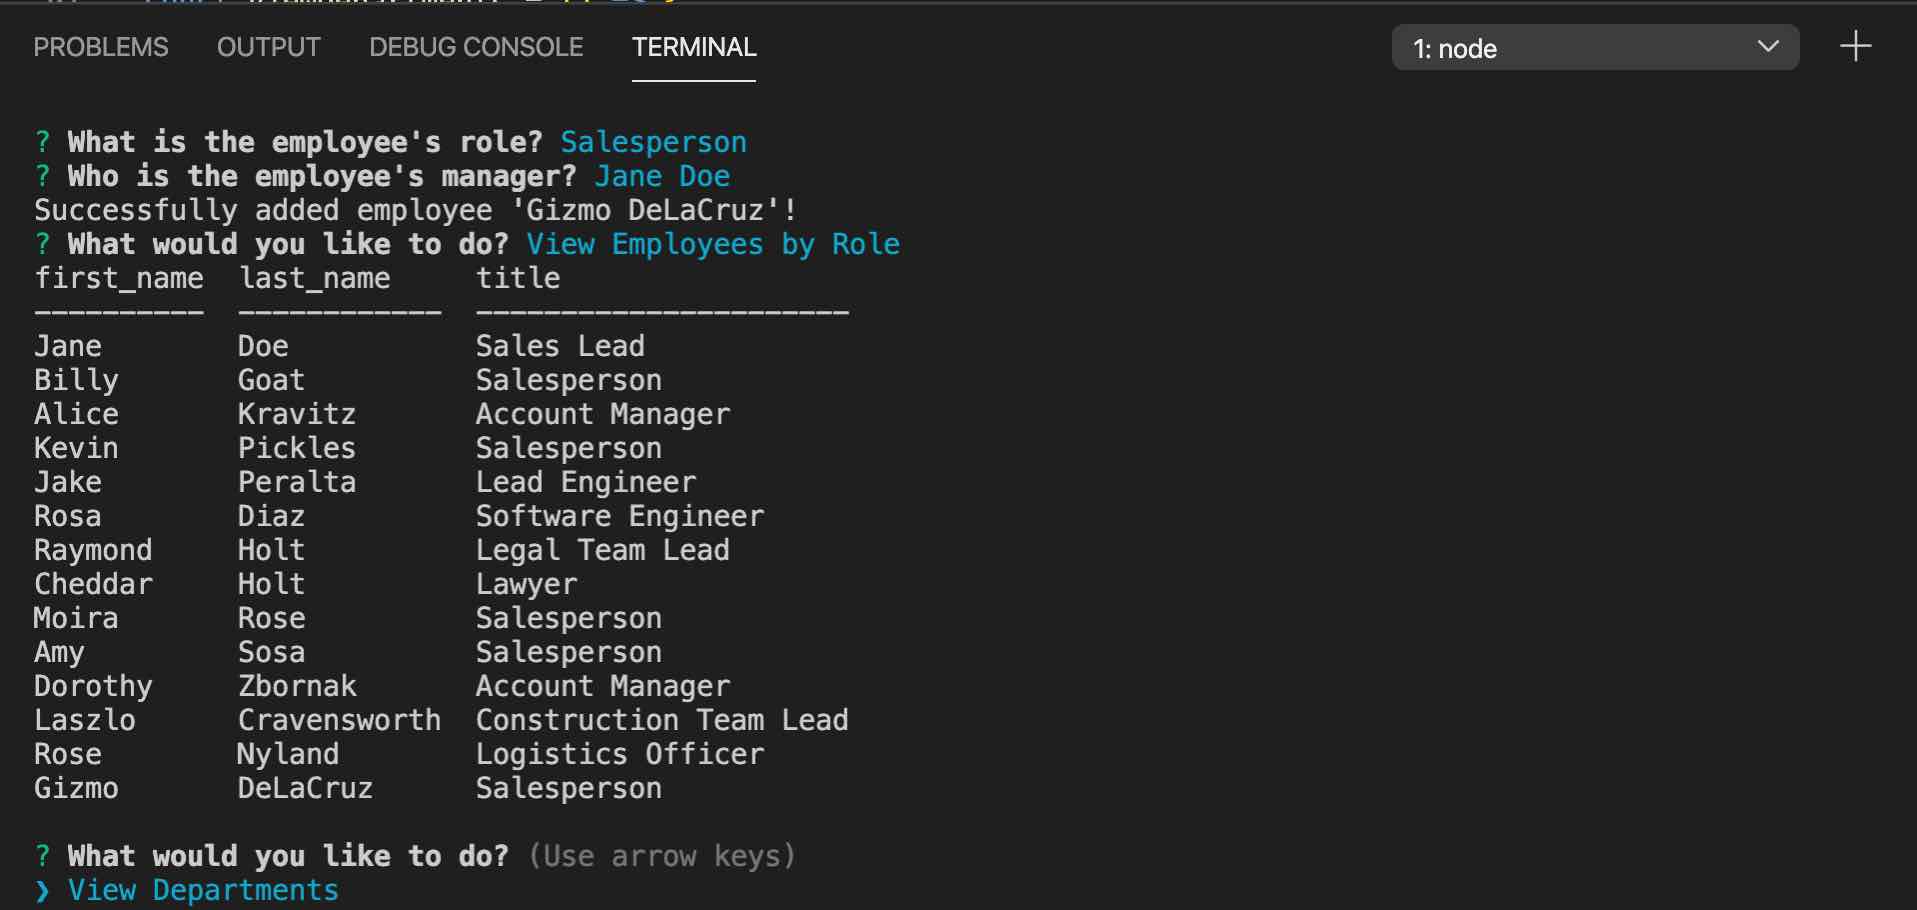 PROBLEMS OUTPUT DEBUG CONSOLE TERMINAL 1: node
? What is the employee's role? Salesperson
? Who is the employee's manager? Jane Doe
Successfully added employee 'Gizmo DeLaCruz'!
? What would you like to do? View Employees by Role
first_name last_name title
---------- ------------ ----------------------
Jane Doe Sales Lead
Billy Goat Salesperson
Alice Kravitz Account Manager
Kevin Pickles Salesperson
Jake Peralta Lead Engineer
Rosa Diaz Software Engineer
Raymond Holt Legal Team Lead
Cheddar Holt Lawyer
Moira Rose Salesperson
Amy Sosa Salesperson
Dorothy Zbornak Account Manager
Laszlo Cravensworth Construction Team Lead
Rose Nyland Logistics Officer
Gizmo DeLaCruz Salesperson
? What would you like to do? (Use arrow keys)
❯ View Departments